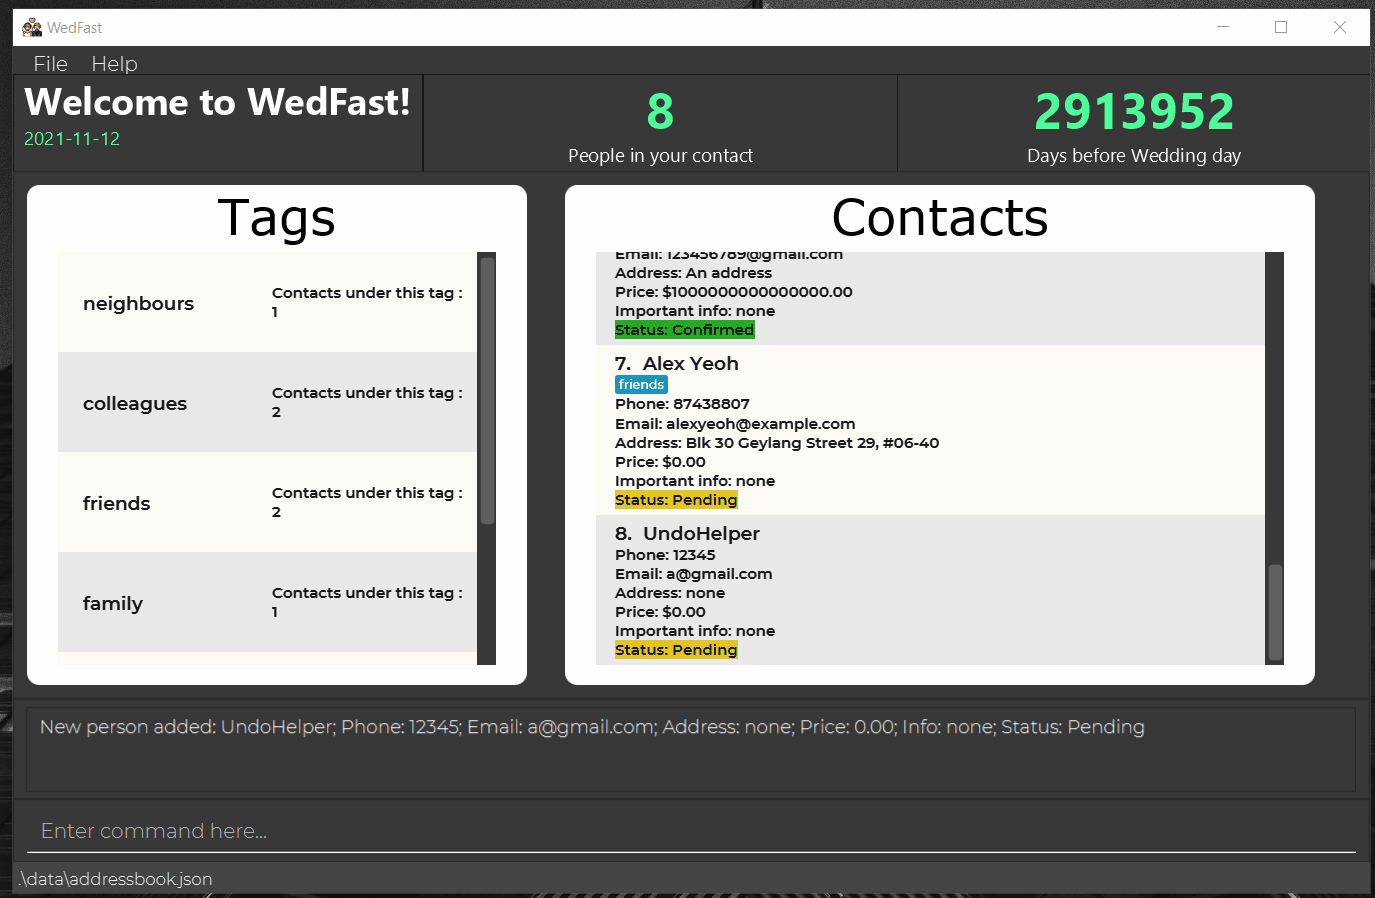 WedFast
File Help
Welcome to WedFast!
2021-11-12
8
People in your contact
2913952
Days before Wedding day
Tags
neighbours
Contacts under this tag :
1
colleagues
Contacts under this tag :
2
friends
Contacts under this tag :
2
family
Contacts under this tag :
1
Contacts
Email: 123456789@gmail.com
Address: An address
Price: $1000000000000000.00
Important info: none
Status: Confirmed
7. Alex Yeoh
friends
Phone: 87438807
Email: alexyeoh@example.com
Address: Blk 30 Geylang Street 29, #06-40
Price: $0.00
Important info: none
Status: Pending
8. UndoHelper
Phone: 12345
Email: a@gmail.com
Address: none
Price: $0.00
Important info: none
Status: Pending
New person added: UndoHelper; Phone: 12345; Email: a@gmail.com; Address: none; Price: 0.00; Info: none; Status: Pending
Enter command here...
.\data\addressbook.json